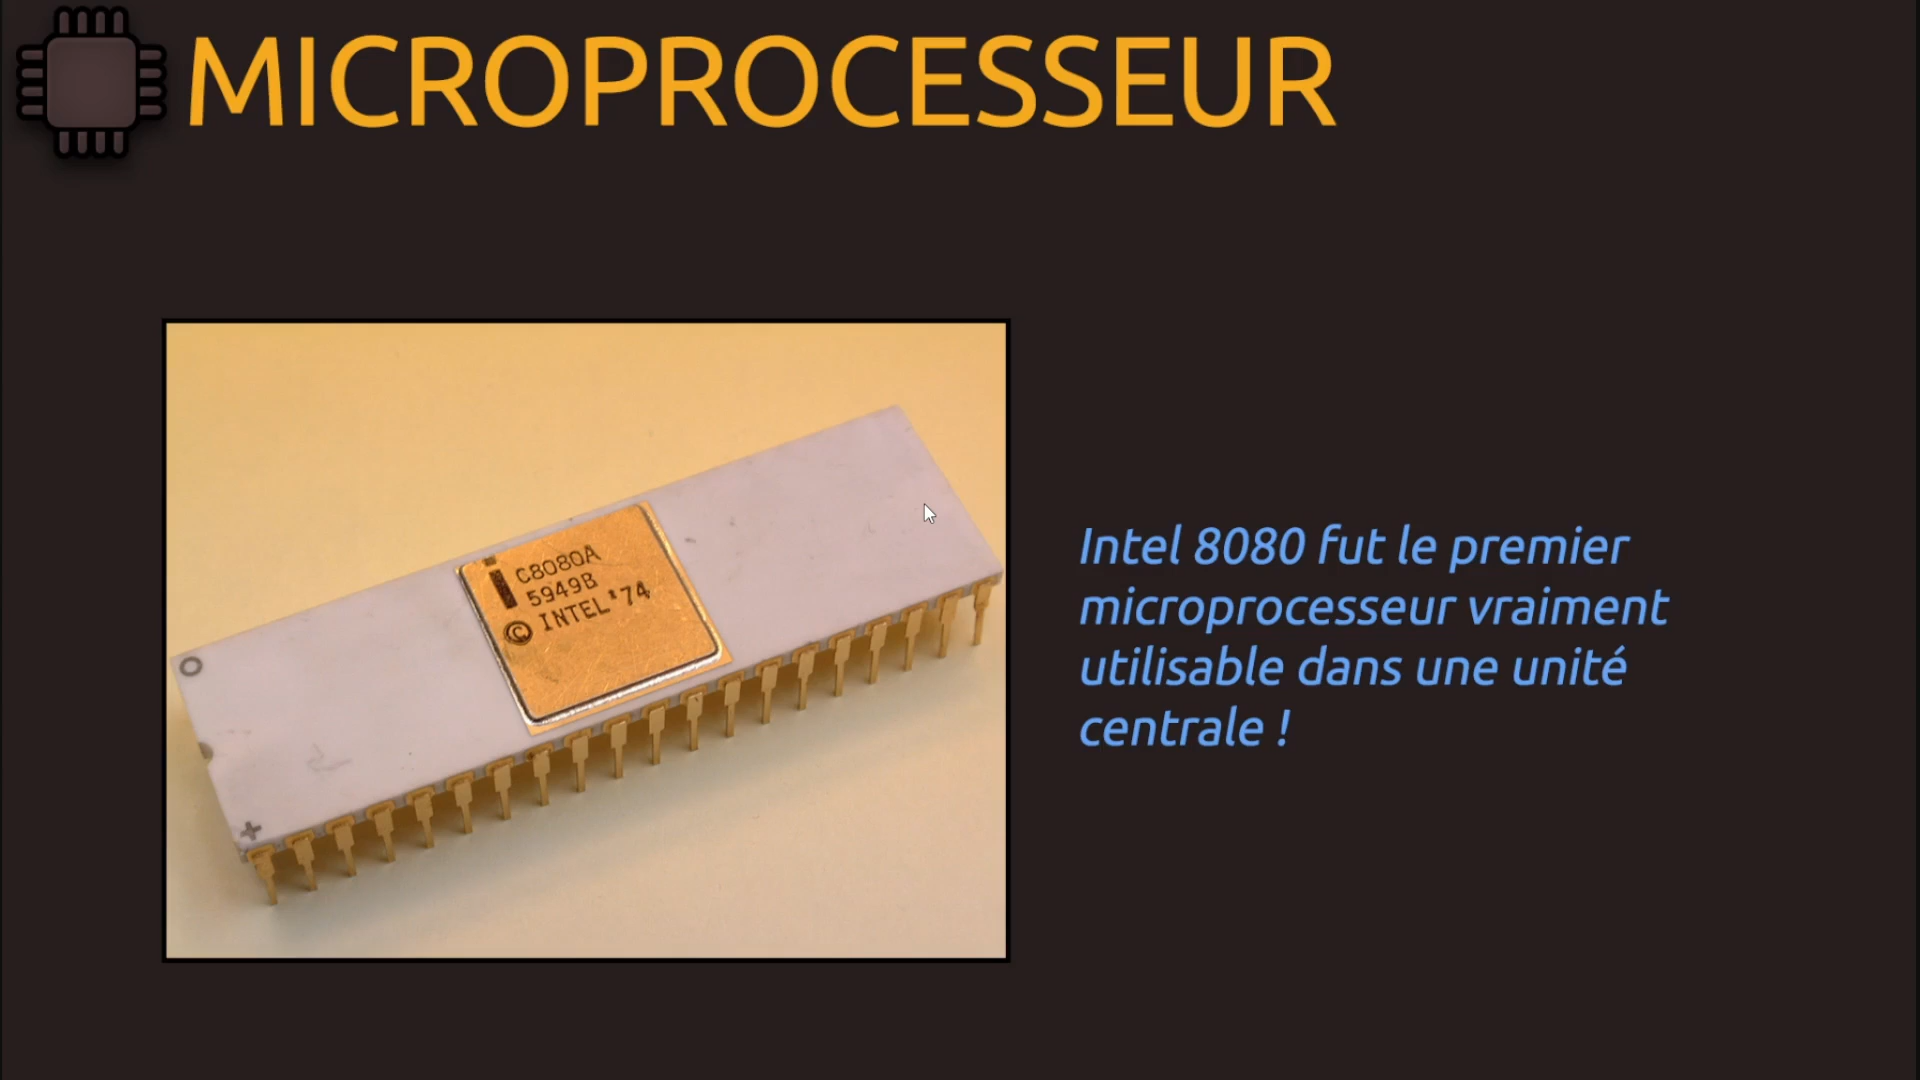 MICROPROCESSEUR
C8080A
5949B
© INTEL '74
Intel 8080 fut le premier
microprocesseur vraiment
utilisable dans une unité
centrale !